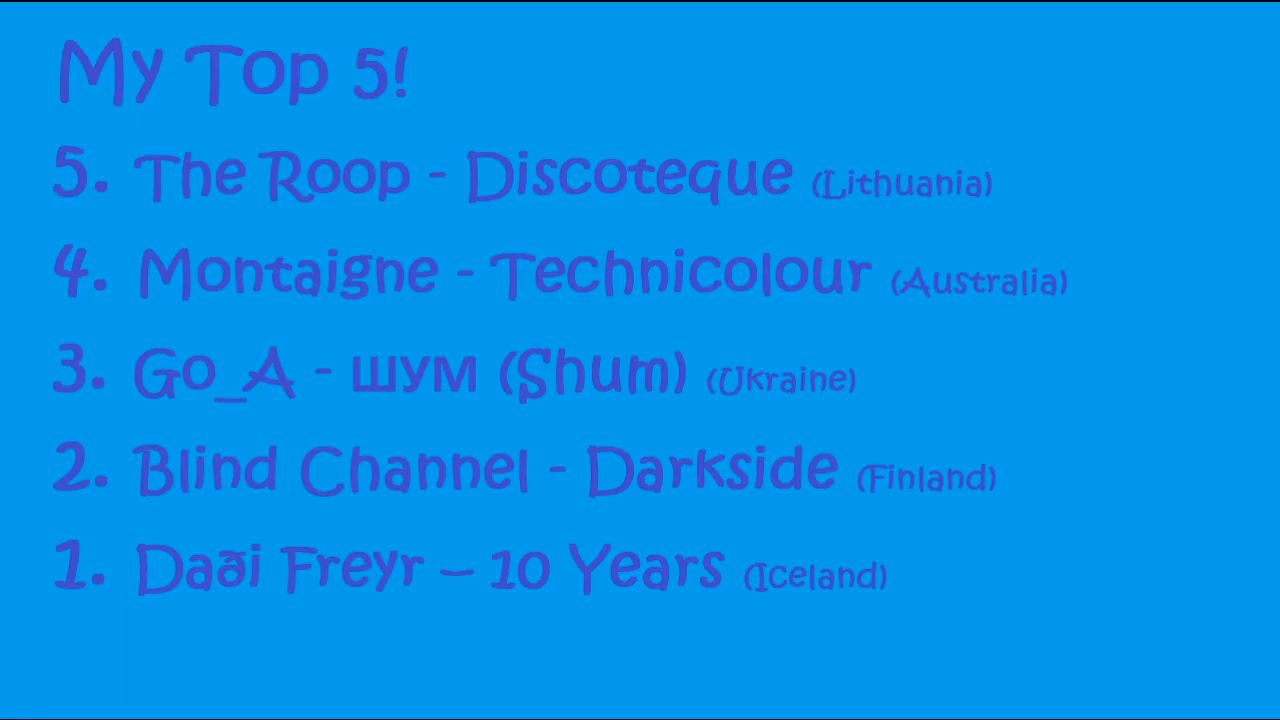 My Top 5!
5. The Roop - Discoteque (Lithuania)
4. Montaigne - Technicolour (Australia)
3. Go_A - шум (Shum) (Ukraine)
2. Blind Channel - Darkside (Finland)
1. Daði Freyr – 10 Years (Iceland)